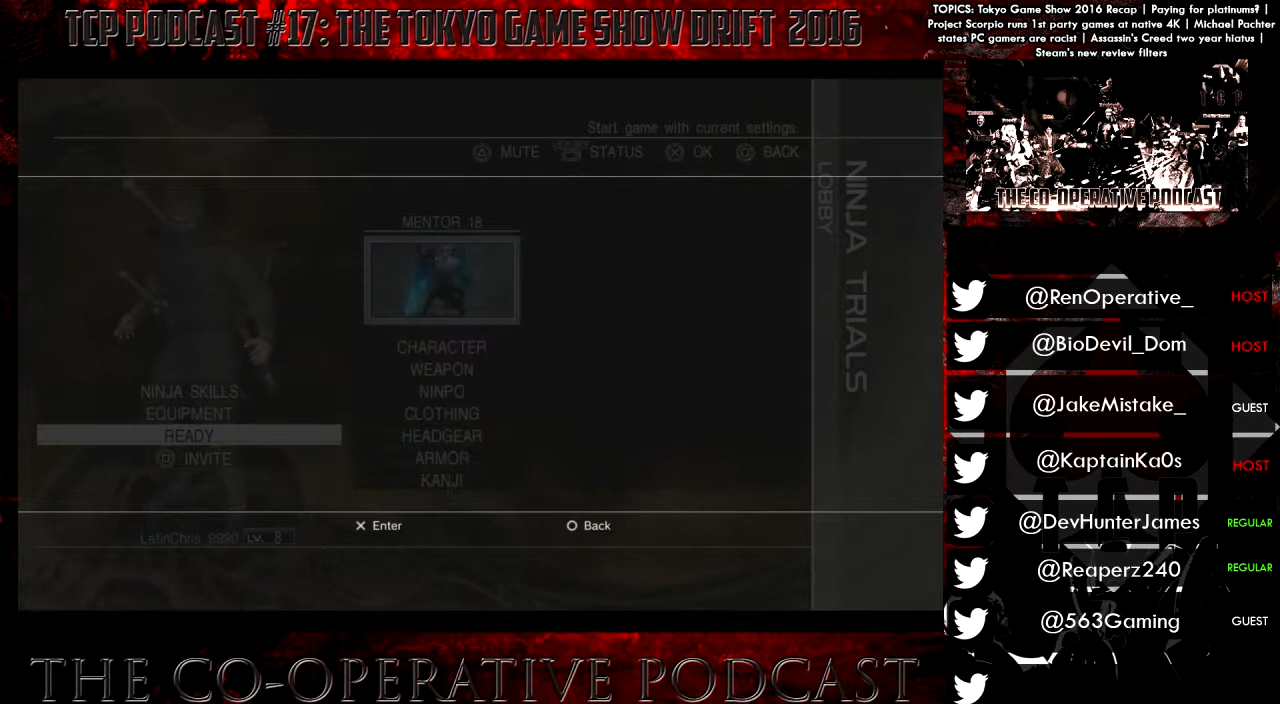 TCP PODCAST #17: THE TOKYO GAME SHOW DRIFT 2016
TOPICS: Tokyo Game Show 2016 Recap | Paying for platinums? |
Project Scorpio runs 1st party games at native 4K | Michael Pachter
states PC gamers are racist | Assassin's Creed two year hiatus |
Steam's new review filters
TCP
THE CO-OPERATIVE PODCAST
Start game with current settings.
MUTE STATUS OK BACK
NINJA TRIALS
LOBBY
MENTOR 18
CHARACTER
WEAPON
NINPO
CLOTHING
HEADGEAR
ARMOR
KANJI
NINJA SKILLS
EQUIPMENT
READY
INVITE
Enter
Back
LatinChris_9990 LV. 8
@RenOperative_ HOST
@BioDevil_Dom HOST
@JakeMistake_ GUEST
@KaptainKa0s HOST
@DevHunterJames REGULAR
@Reaperz240 REGULAR
@563Gaming GUEST
THE CO-OPERATIVE PODCAST